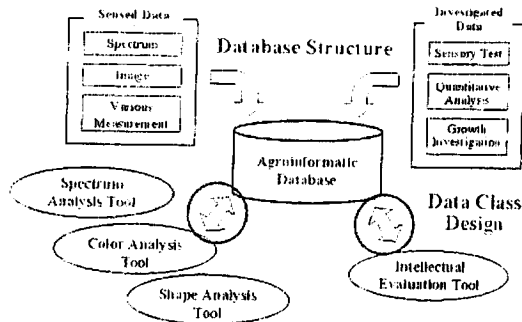 Sensed Data
Spectrum
Image
Various
Measurement
Database Structure
Investigated
Data
Sensory Test
Quantitative
Analysis
Growth
Investigation
Agroinformatic
Database
Spectrum
Analysis Tool
Color Analysis
Tool
Shape Analysis
Tool
Data Class
Design
Intellectual
Evaluation Tool